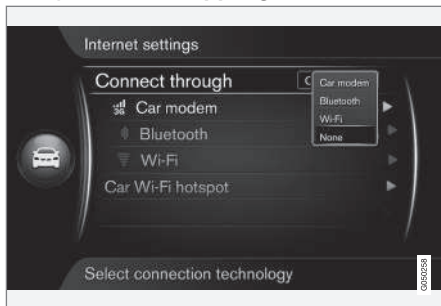 Internet settings
Connect through
Car modem
Bluetooth
Wi-Fi
None
3G Car modem
Bluetooth
Wi-Fi
Car Wi-Fi hotspot
Select connection technology
G050258